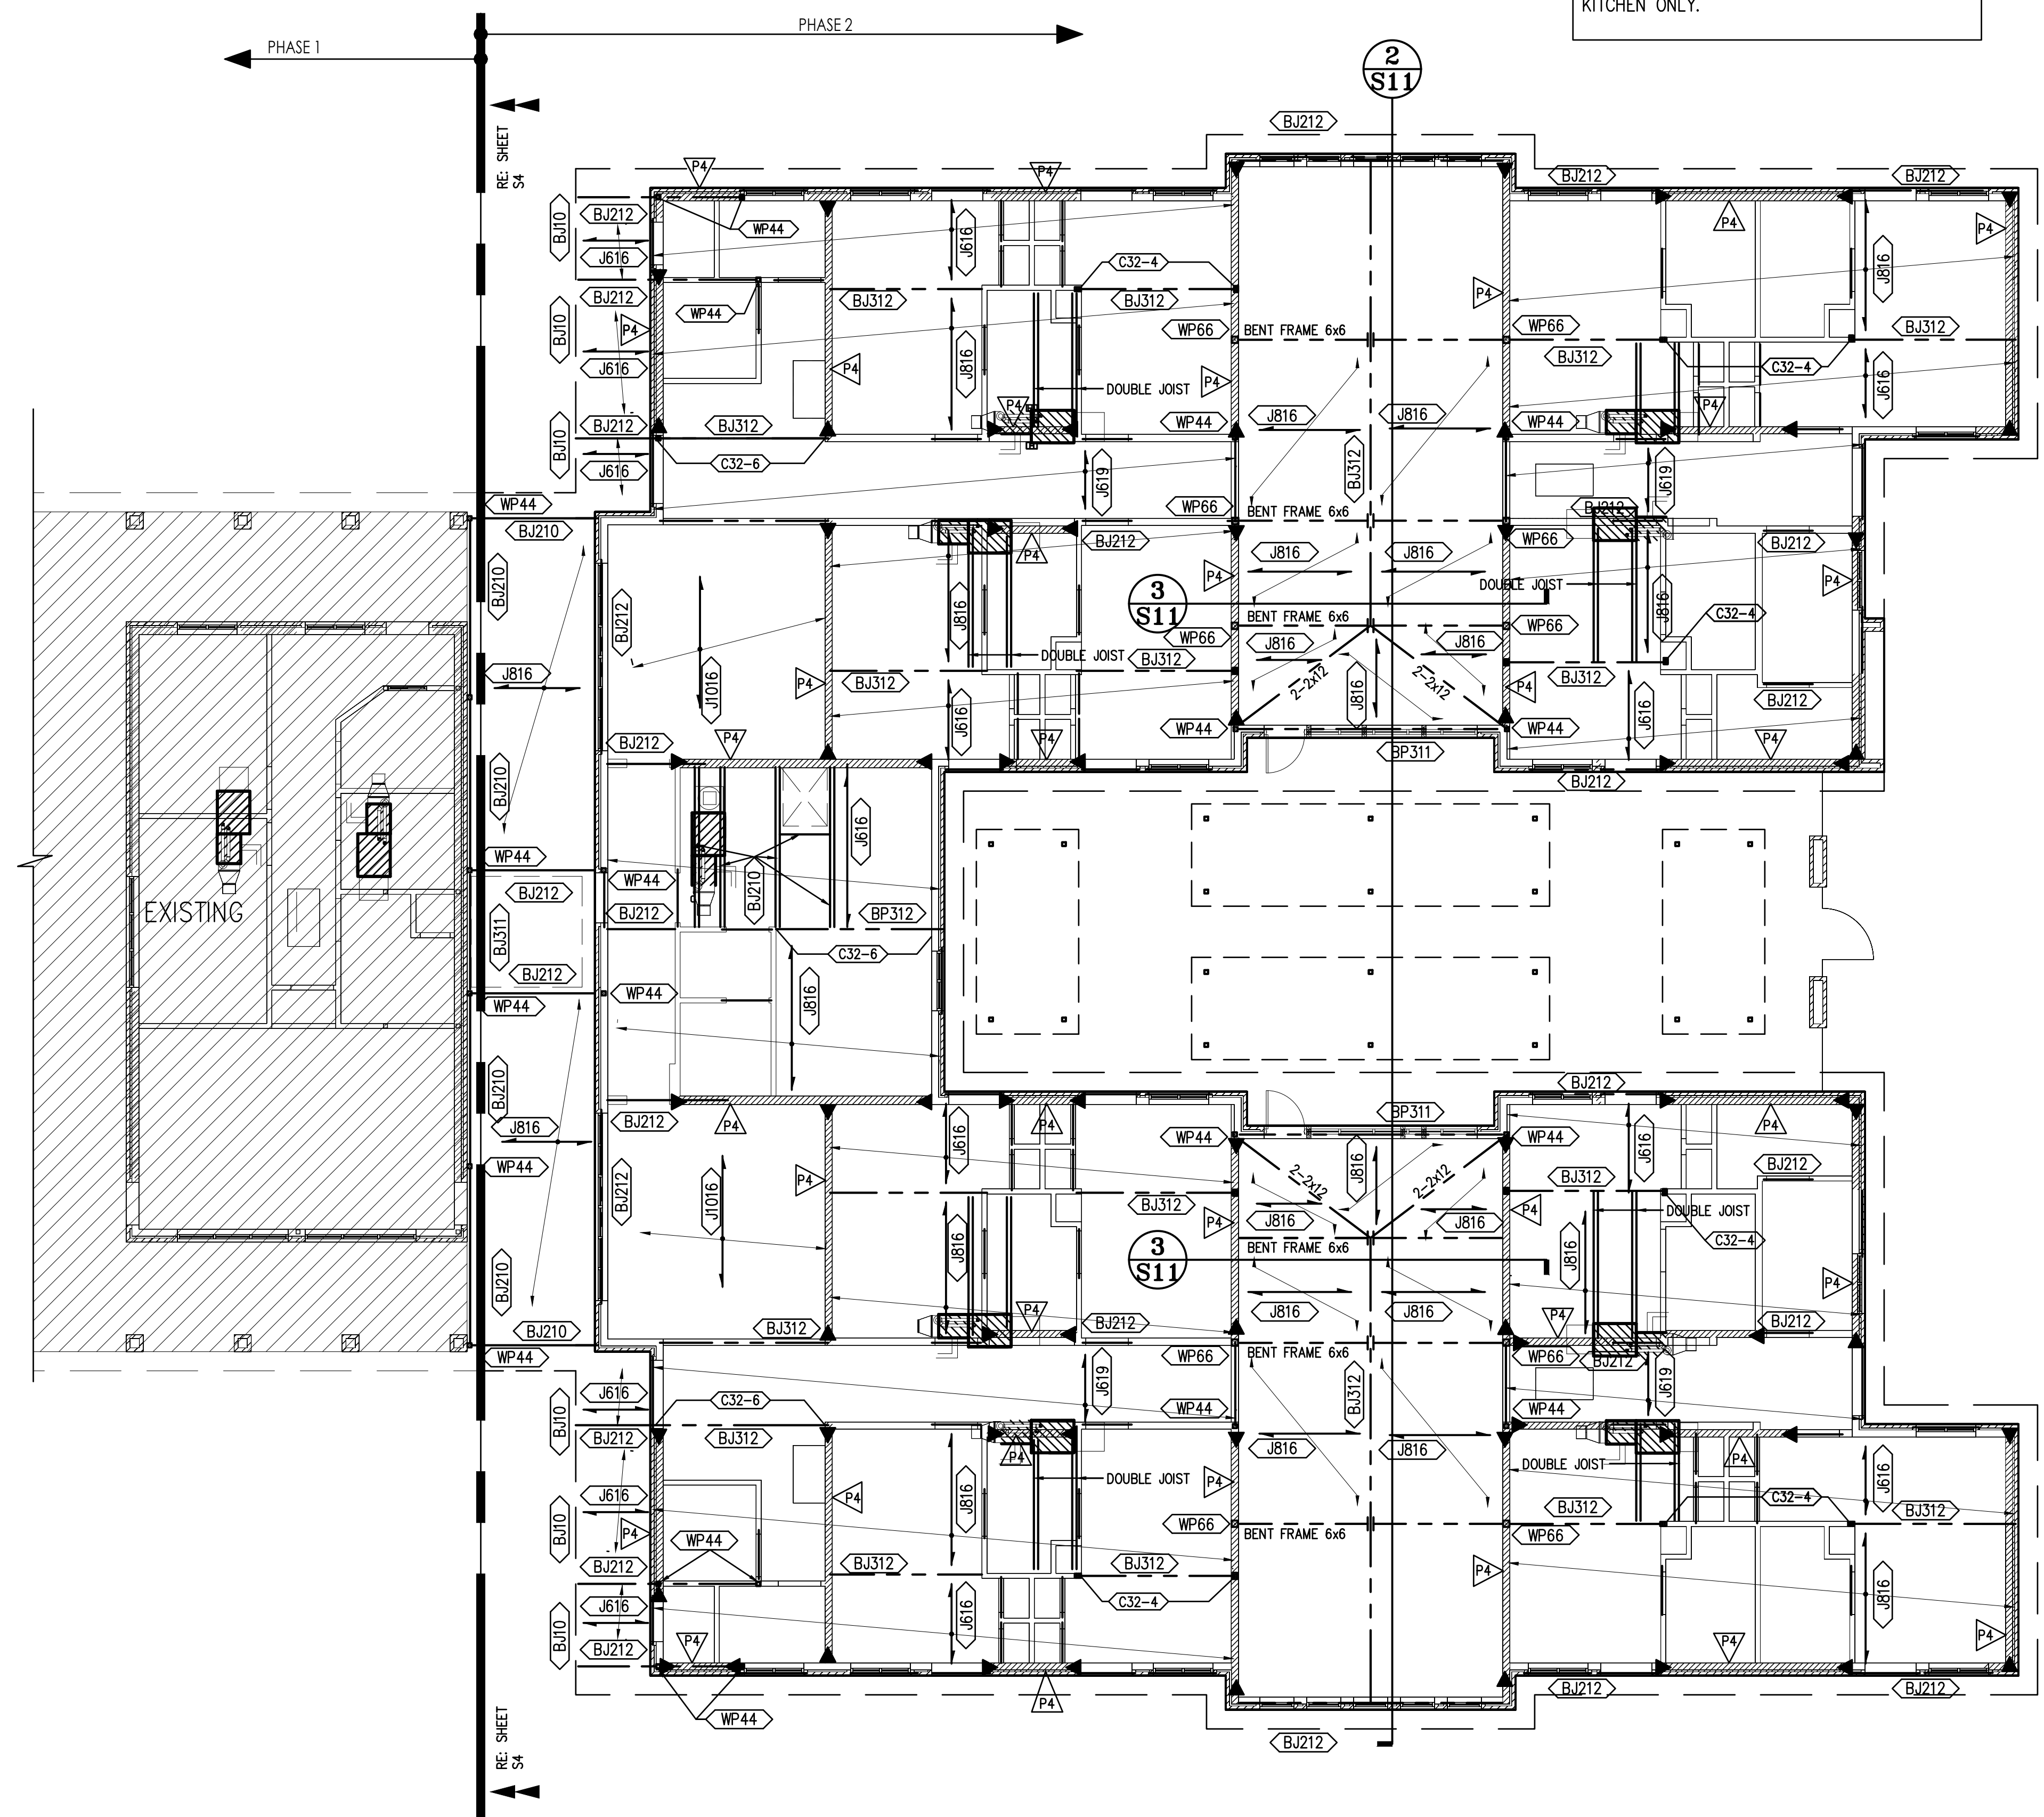 KITCHEN ONLY.
PHASE 1
PHASE 2
2
S11
RE: SHEET
S4
BJ212
P4 P4
BJ212 BJ212
BJ10 BJ212 WP44 J616 P4 J816 P4
J616 C32-4
BJ212 WP44 BJ312 BJ312 P4
BJ10 P4 WP66 BENT FRAME 6x6 WP66 BJ312
J616 P4 J816 DOUBLE JOIST P4 BJ312 C32-4 J616
BJ10 BJ212 BJ312 P4 WP44 J816 J816 WP44 P4
J616 C32-6 J619 BJ312 J619
WP44 WP66 BENT FRAME 6x6 BJ212
BJ210 BJ212 WP66 BJ212
BJ210 BJ212 J816 P4 P4 J816 J816 DOUBLE JOIST J816 P4
3
S11
BENT FRAME 6x6 WP66 WP66 C32-4
J816 J1016 P4 BJ312 DOUBLE JOIST BJ312 J816 J816 BJ312 BJ212
2-2x12 J816 2-2x12 P4
J616 J616
BJ210 BJ212 P4 P4 WP44 BP311 WP44 P4
BJ212
J616
WP44 WP44 BJ210
BJ212 BJ212 BP312
EXISTING
BJ311 C32-6
BJ212 WP44 J816
WP44
BJ210 BJ212
J816 BJ212 P4 J616 P4 WP44 BP311 WP44 J616 P4
WP44 BJ212 J1016 P4 BJ312 P4 2-2x12 J816 2-2x12 BJ312 BJ212
J816 J816 P4 DOUBLE JOIST
3
S11
BENT FRAME 6x6 C32-4
BJ210 J816 J816 J816 J816 P4
BJ210 BJ312 P4 BJ212 P4 BJ212
WP44 WP66 BENT FRAME 6x6 WP66 BJ212
BJ10 J616 C32-6 J619 WP44 BJ312 WP44 J619
BJ212 BJ312 P4 J816 J816 P4
BJ10 J616 P4 J816 DOUBLE JOIST P4 DOUBLE JOIST J616
P4 WP66 BENT FRAME 6x6 WP66 BJ312 C32-4 BJ312
BJ212 WP44 BJ312 BJ312 P4
J616 J616 C32-4 J816
BJ10 BJ212 P4 P4 P4
P4 BJ212 BJ212
WP44
BJ212
RE: SHEET
S4